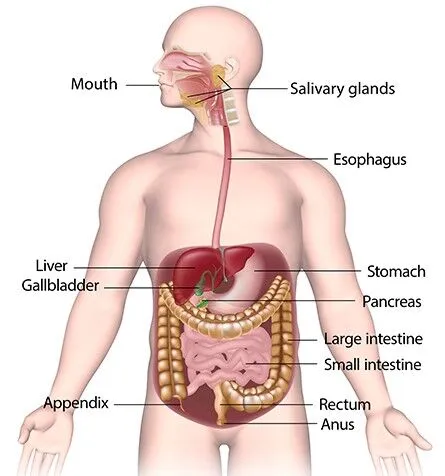 Mouth
Salivary glands
Esophagus
Liver
Gallbladder
Stomach
Pancreas
Large intestine
Small intestine
Appendix
Rectum
Anus